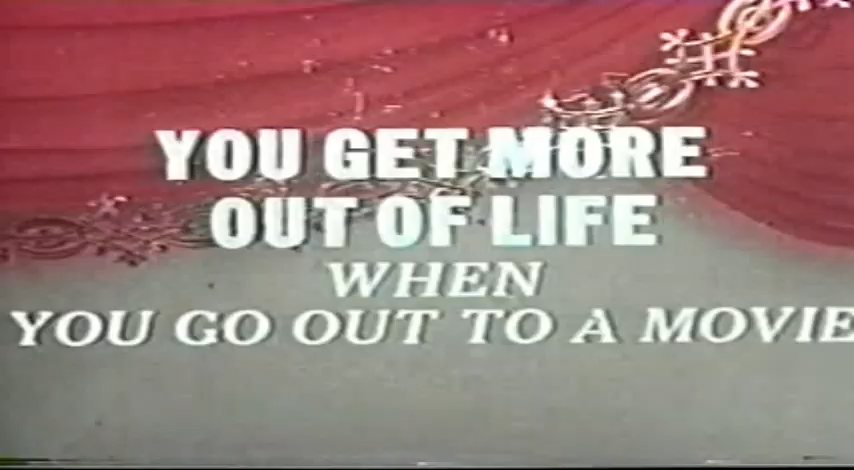 YOU GET MORE
OUT OF LIFE
WHEN
YOU GO OUT TO A MOVIE